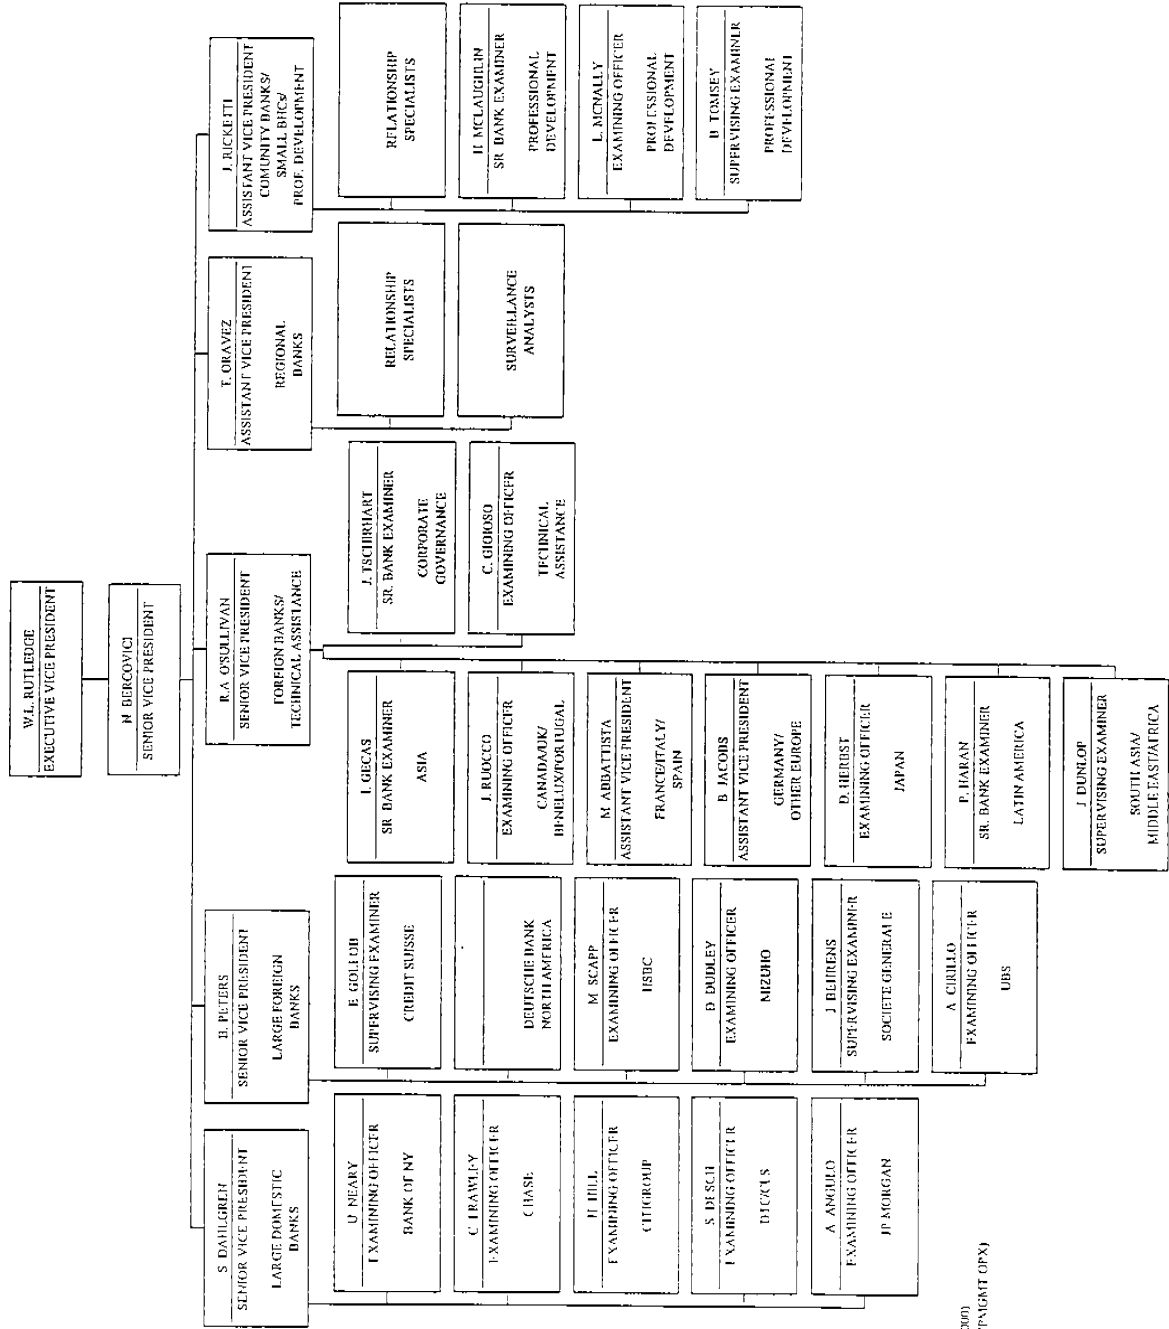 W.L. RUTLEDGE
EXECUTIVE VICE PRESIDENT
N BERCOVICI
SENIOR VICE PRESIDENT
S DAHLGREN
SENIOR VICE PRESIDENT
LARGE DOMESTIC
BANKS
B. PETERS
SENIOR VICE PRESIDENT
LARGE FOREIGN
BANKS
R.A O'SULLIVAN
SENIOR VICE PRESIDENT
FOREIGN BANKS/
TECHNICAL ASSISTANCE
T. ORAVEZ
ASSISTANT VICE PRESIDENT
REGIONAL
BANKS
J. RICKETTI
ASSISTANT VICE PRESIDENT
COMUNITY BANKS/
SMALL BHCs/
PROF. DEVELOPMENT
U NEARY
EXAMINING OFFICER
BANK OF NY
C FRAWLEY
EXAMINING OFFICER
CHASE
H HILL
EXAMINING OFFICER
CITIGROUP
S DESCH
EXAMINING OFFICER
A ANGULO
EXAMINING OFFICER
JP MORGAN
E GOLFOB
SUPERVISING EXAMINER
CREDIT SUISSE
DEUTSCHE BANK
NORTH AMERICA
M SCAPP
EXAMINING OFFICER
HSBC
D DUDLEY
EXAMINING OFFICER
MIZUHO
J BEHRENS
SUPERVISING EXAMINER
SOCIETE GENERALE
A CIRILLO
EXAMINING OFFICER
UBS
I. GECAS
SR BANK EXAMINER
ASIA
J. RUOCCO
EXAMINING OFFICER
CANADA/UK/
BENELUX/PORTUGAL
M ABBATTISTA
ASSISTANT VICE PRESIDENT
FRANCE/ITALY/
SPAIN
B JACOBS
ASSISTANT VICE PRESIDENT
GERMANY/
OTHER EUROPE
D. HERBST
EXAMINING OFFICER
JAPAN
P. HARAN
SR. BANK EXAMINER
LATIN AMERICA
J DUNLOP
SUPERVISING EXAMINER
SOUTH ASIA/
MIDDLE EAST/AFRICA
J. TSCHIRHART
SR. BANK EXAMINER
CORPORATE
GOVERNANCE
C. GIOIOSO
EXAMINING OFFICER
TECHNICAL
ASSISTANCE
RELATIONSHIP
SPECIALISTS
SURVEILLANCE
ANALYSTS
RELATIONSHIP
SPECIALISTS
H MCLAUGHLIN
SR BANK EXAMINER
PROFESSIONAL
DEVELOPMENT
L. MCNALLY
EXAMINING OFFICER
PROFESSIONAL
DEVELOPMENT
B TOMSEY
SUPERVISING EXAMINER
PROFESSIONAL
DEVELOPMENT